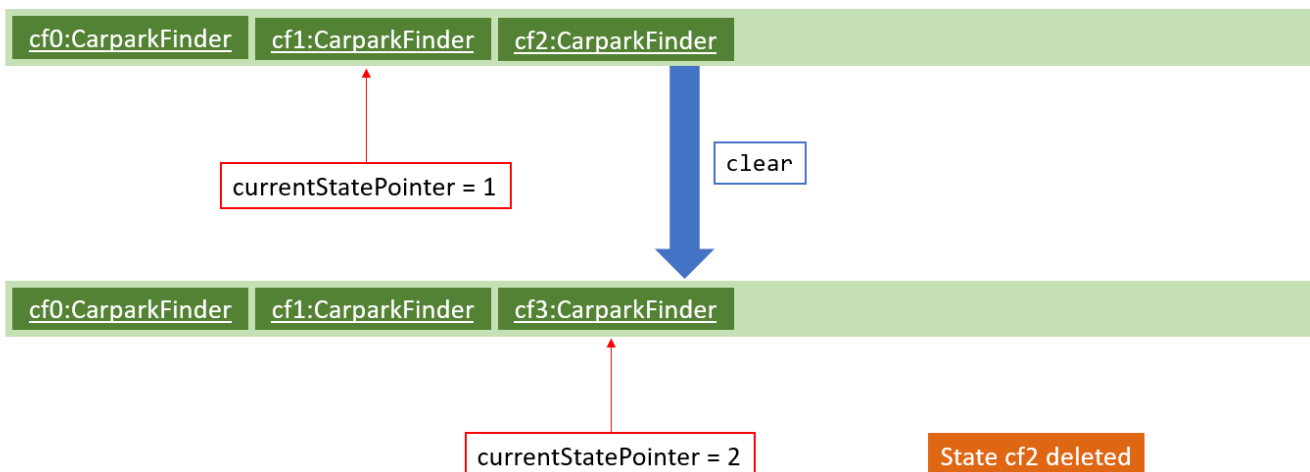 cf0:CarparkFinder cf1:CarparkFinder cf2:CarparkFinder
clear
currentStatePointer = 1
cf0:CarparkFinder cf1:CarparkFinder cf3:CarparkFinder
currentStatePointer = 2 State cf2 deleted